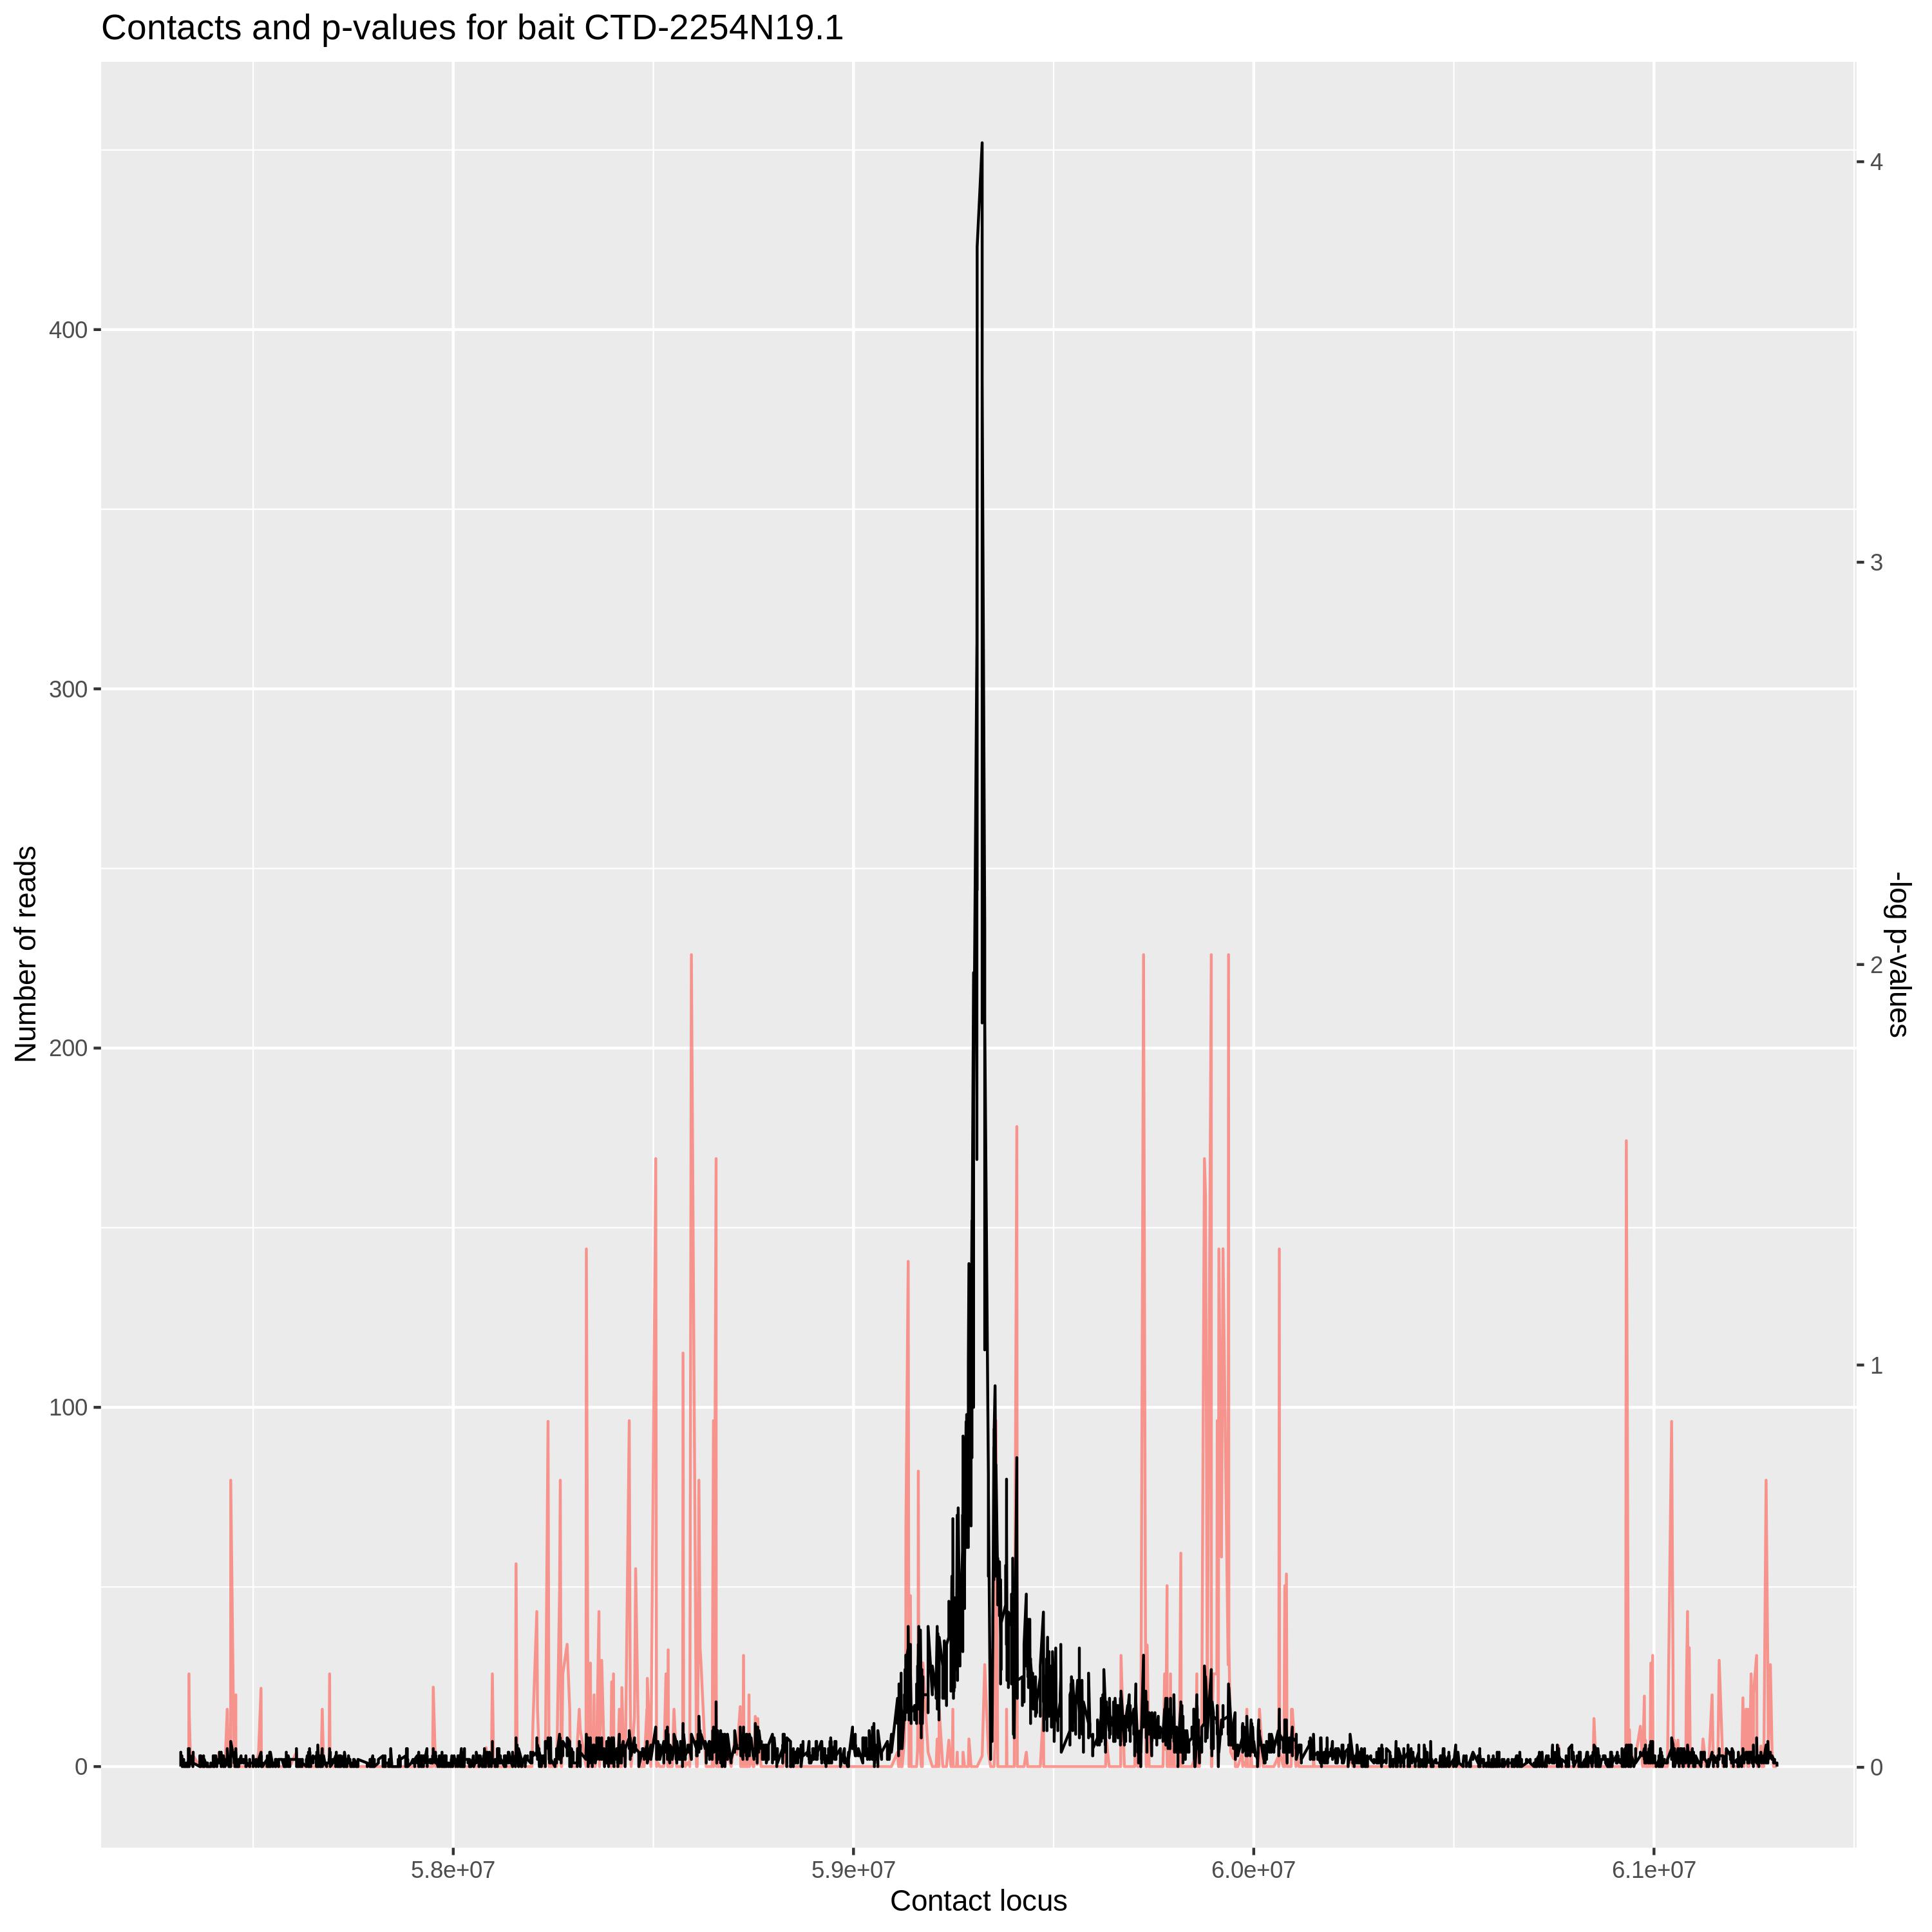 Contacts and p-values for bait CTD-2254N19.1
Number of reads
400
300
200
100
0
4
3
2
1
0
-log p-values
5.8e+07
5.9e+07
6.0e+07
6.1e+07
Contact locus